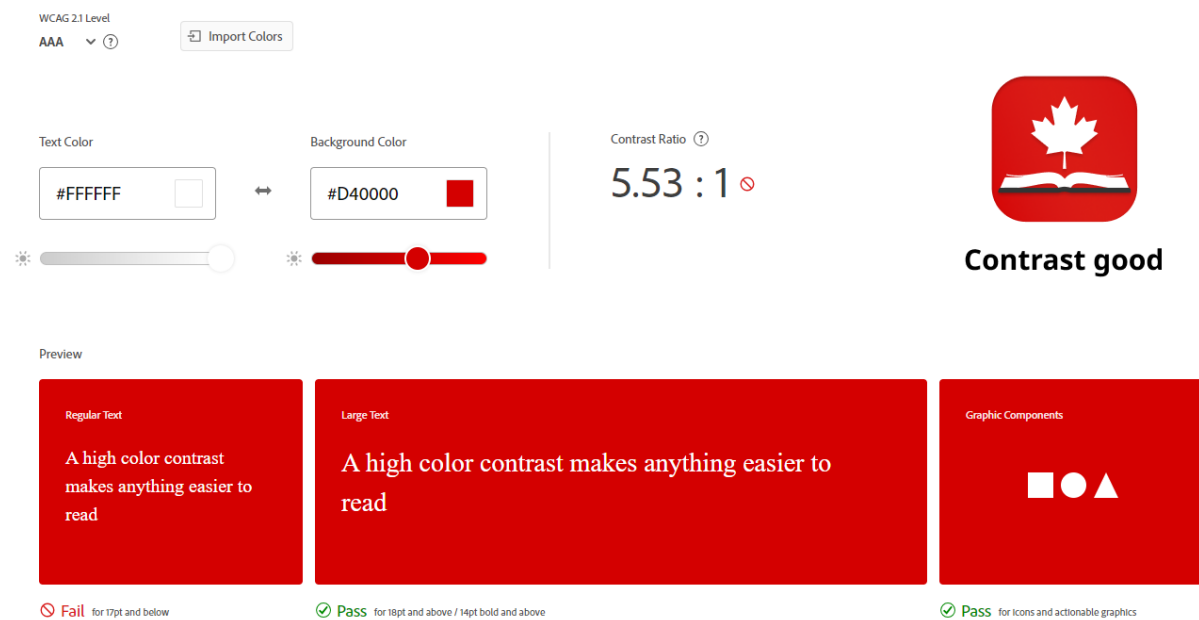 WCAG 2.1 Level
AAA
Import Colors
Text Color
Background Color
Contrast Ratio
#FFFFFF
#D40000
5.53 : 1
Contrast good
Preview
Regular Text
A high color contrast
makes anything easier to
read
Large Text
A high color contrast makes anything easier to
read
Graphic Components
Fail for 17pt and below
Pass for 18pt and above / 14pt bold and above
Pass for icons and actionable graphics